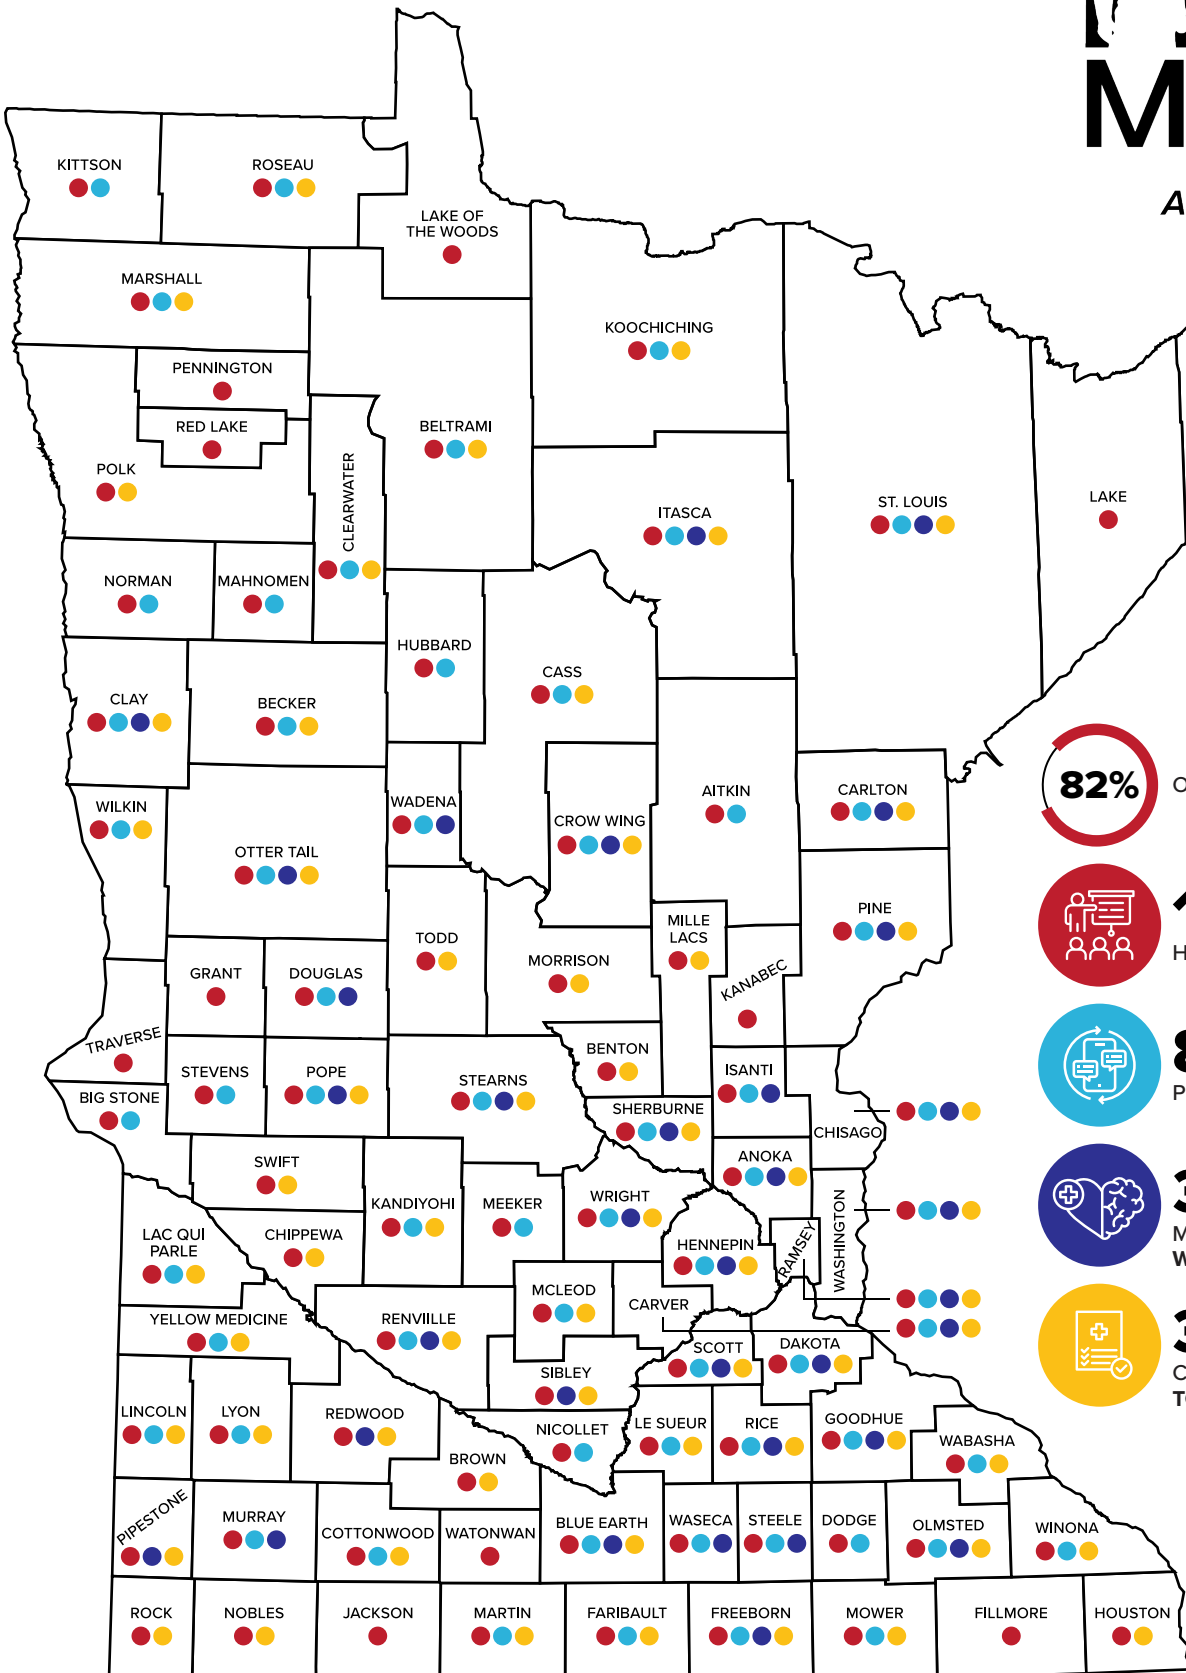 M
A
KITTSON
ROSEAU
LAKE OF
THE WOODS
MARSHALL
KOOCHICHING
PENNINGTON
RED LAKE
BELTRAMI
POLK
CLEARWATER
ITASCA
ST. LOUIS
LAKE
NORMAN
MAHNOMEN
HUBBARD
CASS
CLAY
BECKER
82%
O
AITKIN
CARLTON
WILKIN
WADENA
CROW WING
OTTER TAIL
PINE
MILLE
LACS
TODD
MORRISON
H
GRANT
DOUGLAS
KANABEC
TRAVERSE
BENTON
STEVENS
POPE
STEARNS
ISANTI
8
P
BIG STONE
SHERBURNE
CHISAGO
SWIFT
ANOKA
KANDIYOHI
MEEKER
WRIGHT
WASHINGTON
3
M
W
LAC QUI
PARLE
CHIPPEWA
HENNEPIN
RAMSEY
MCLEOD
CARVER
YELLOW MEDICINE
RENVILLE
3
C
T
SCOTT
DAKOTA
SIBLEY
LINCOLN
LYON
REDWOOD
NICOLLET
LE SUEUR
RICE
GOODHUE
WABASHA
BROWN
PIPESTONE
MURRAY
COTTONWOOD
WATONWAN
BLUE EARTH
WASECA
STEELE
DODGE
OLMSTED
WINONA
ROCK
NOBLES
JACKSON
MARTIN
FARIBAULT
FREEBORN
MOWER
FILLMORE
HOUSTON